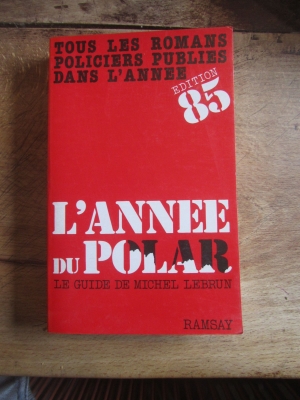 TOUS LES ROMANS
POLICIERS PUBLIES
DANS L'ANNEE
EDITION
85
L'ANNEE
DU POLAR
LE GUIDE DE MICHEL LEBRUN
RAMSAY